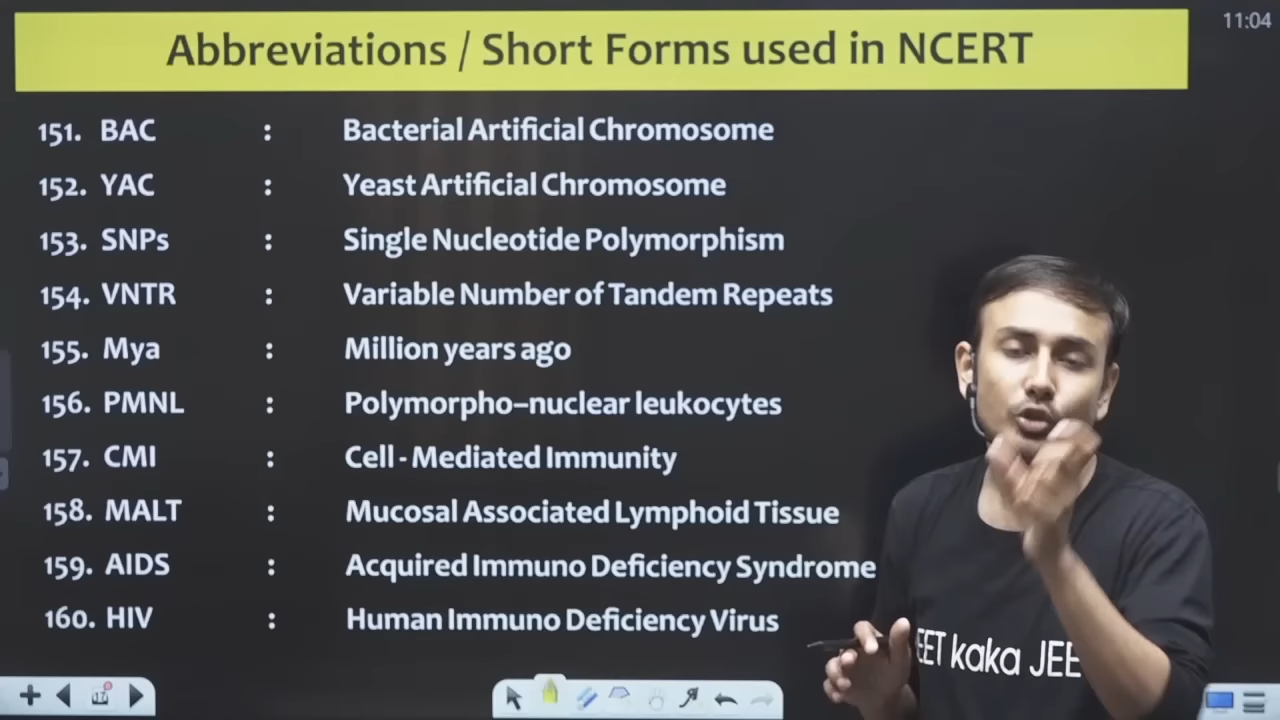 11:04
Abbreviations / Short Forms used in NCERT
151. BAC : Bacterial Artificial Chromosome
152. YAC : Yeast Artificial Chromosome
153. SNPs : Single Nucleotide Polymorphism
154. VNTR : Variable Number of Tandem Repeats
155. Mya : Million years ago
156. PMNL : Polymorpho–nuclear leukocytes
157. CMI : Cell - Mediated Immunity
158. MALT : Mucosal Associated Lymphoid Tissue
159. AIDS : Acquired Immuno Deficiency Syndrome
160. HIV : Human Immuno Deficiency Virus
EET kaka JEE
17